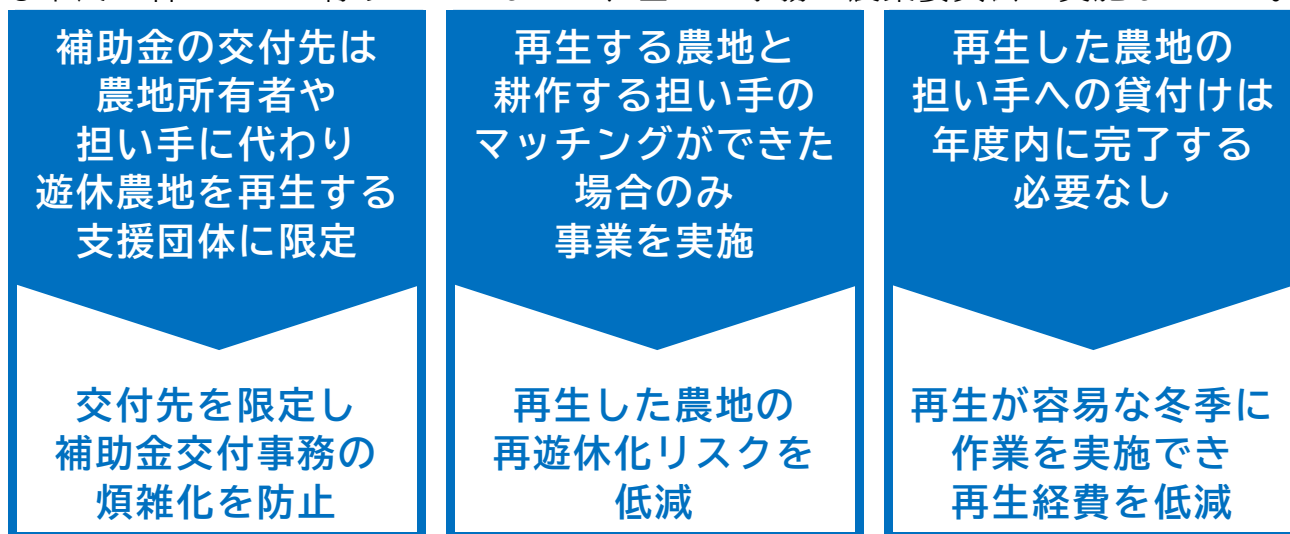 補助金の交付先は
農地所有者や
担い手に代わり
遊休農地を再生する
支援団体に限定
交付先を限定し
補助金交付事務の
煩雑化を防止
再生する農地と
耕作する担い手の
マッチングができた
場合のみ
事業を実施
再生した農地の
再遊休化リスクを
低減
再生した農地の
担い手への貸付けは
年度内に完了する
必要なし
再生が容易な冬季に
作業を実施でき
再生経費を低減